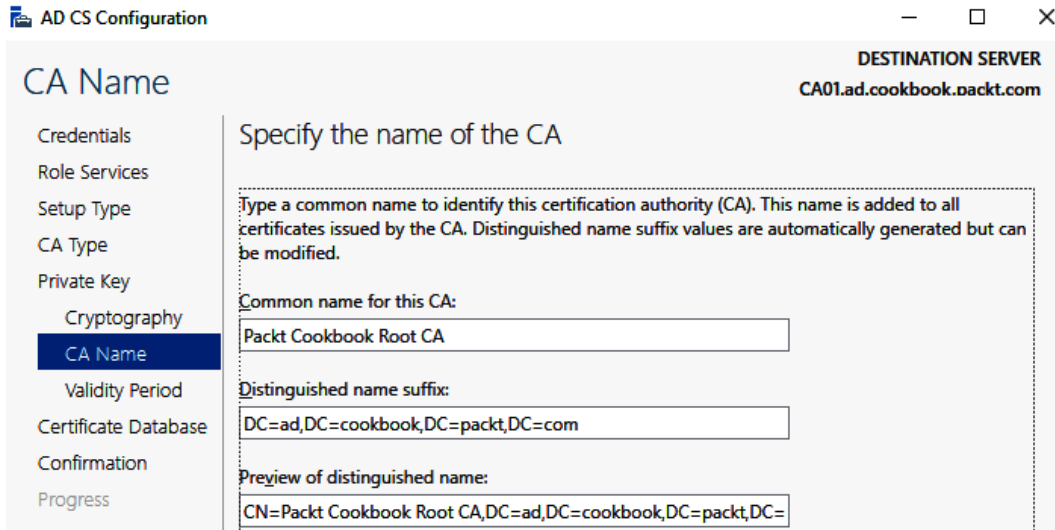 AD CS Configuration
CA Name
DESTINATION SERVER
CA01.ad.cookbook.packt.com
Credentials
Role Services
Setup Type
CA Type
Private Key
Cryptography
CA Name
Validity Period
Certificate Database
Confirmation
Progress
Specify the name of the CA
Type a common name to identify this certification authority (CA). This name is added to all
certificates issued by the CA. Distinguished name suffix values are automatically generated but can
be modified.
Common name for this CA:
Packt Cookbook Root CA
Distinguished name suffix:
DC=ad,DC=cookbook,DC=packt,DC=com
Preview of distinguished name:
CN=Packt Cookbook Root CA,DC=ad,DC=cookbook,DC=packt,DC=